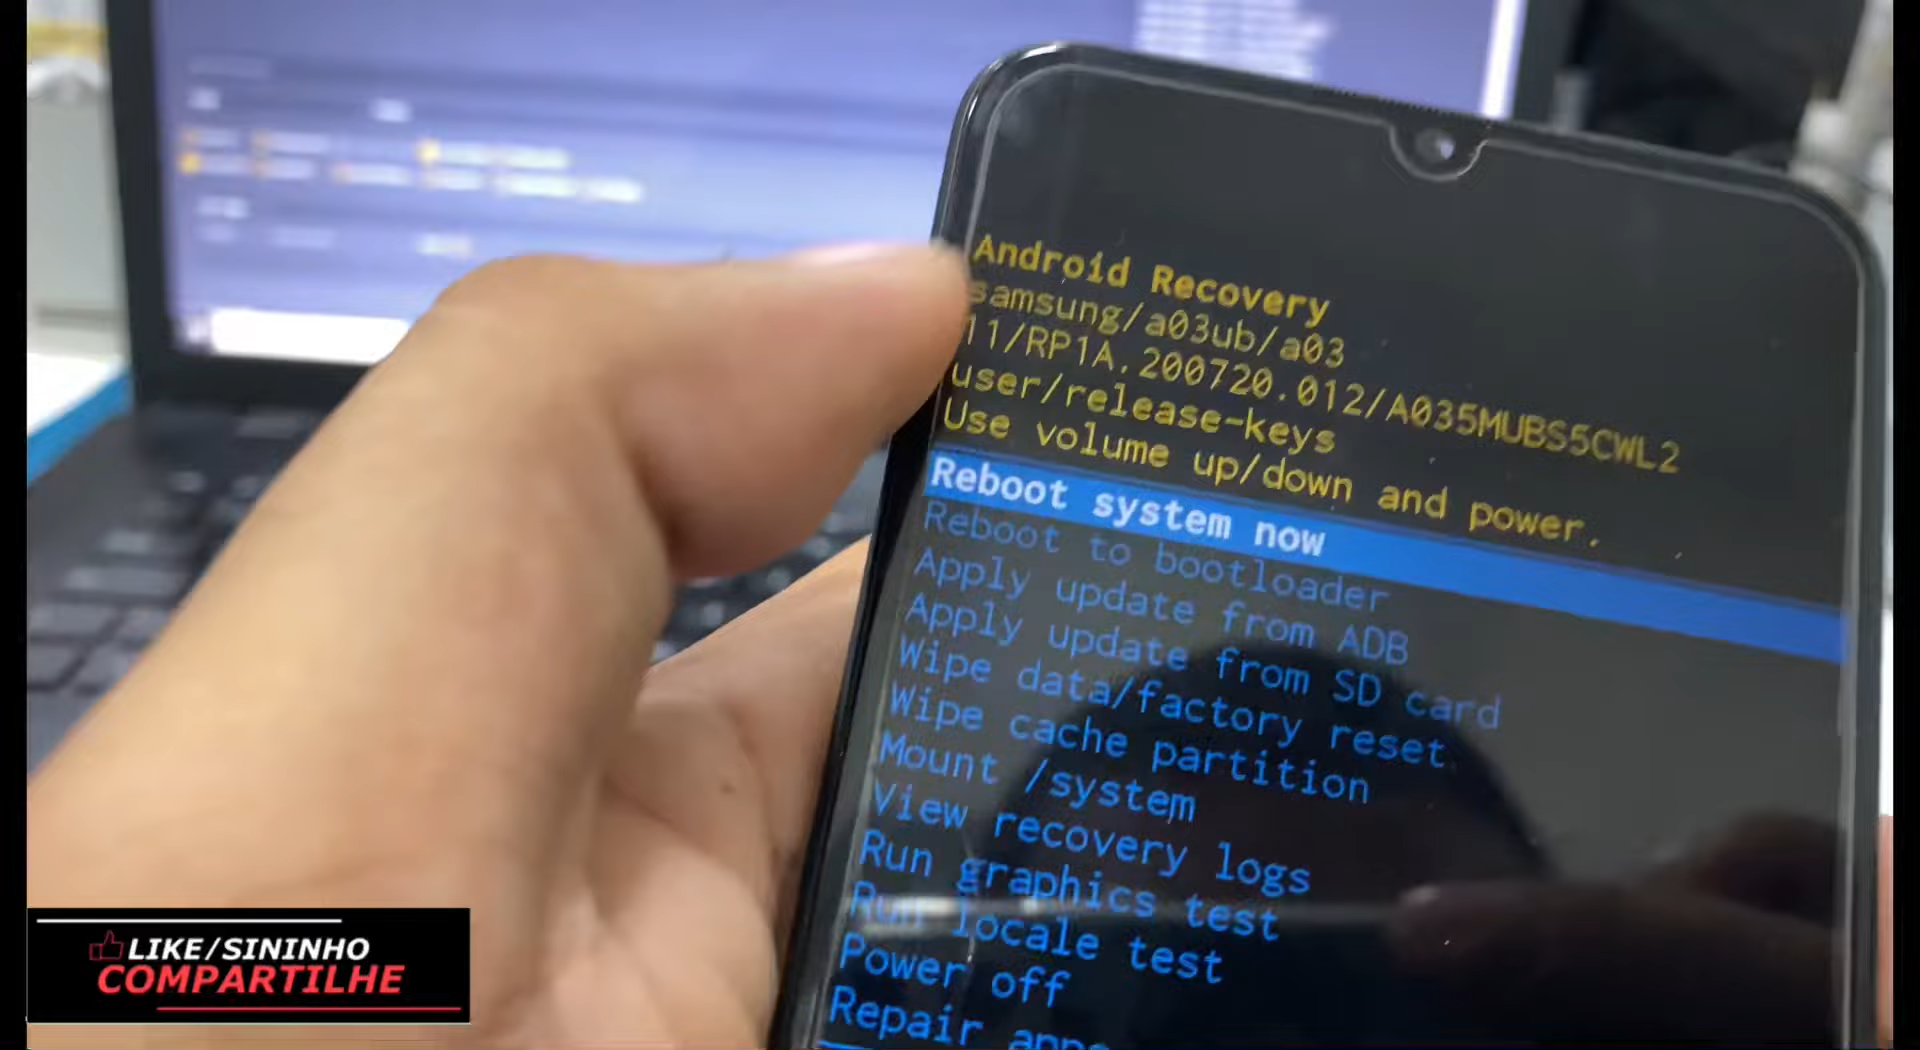 Android Recovery
samsung/a03ub/a03
11/RP1A.200720.012/A035MUBS5CWL2
user/release-keys
Use volume up/down and power.
Reboot system now
Reboot to bootloader
Apply update from ADB
Apply update from SD card
Wipe data/factory reset
Wipe cache partition
Mount /system
View recovery logs
Run graphics test
Run locale test
Power off
Repair apps
LIKE/SININHO
COMPARTILHE